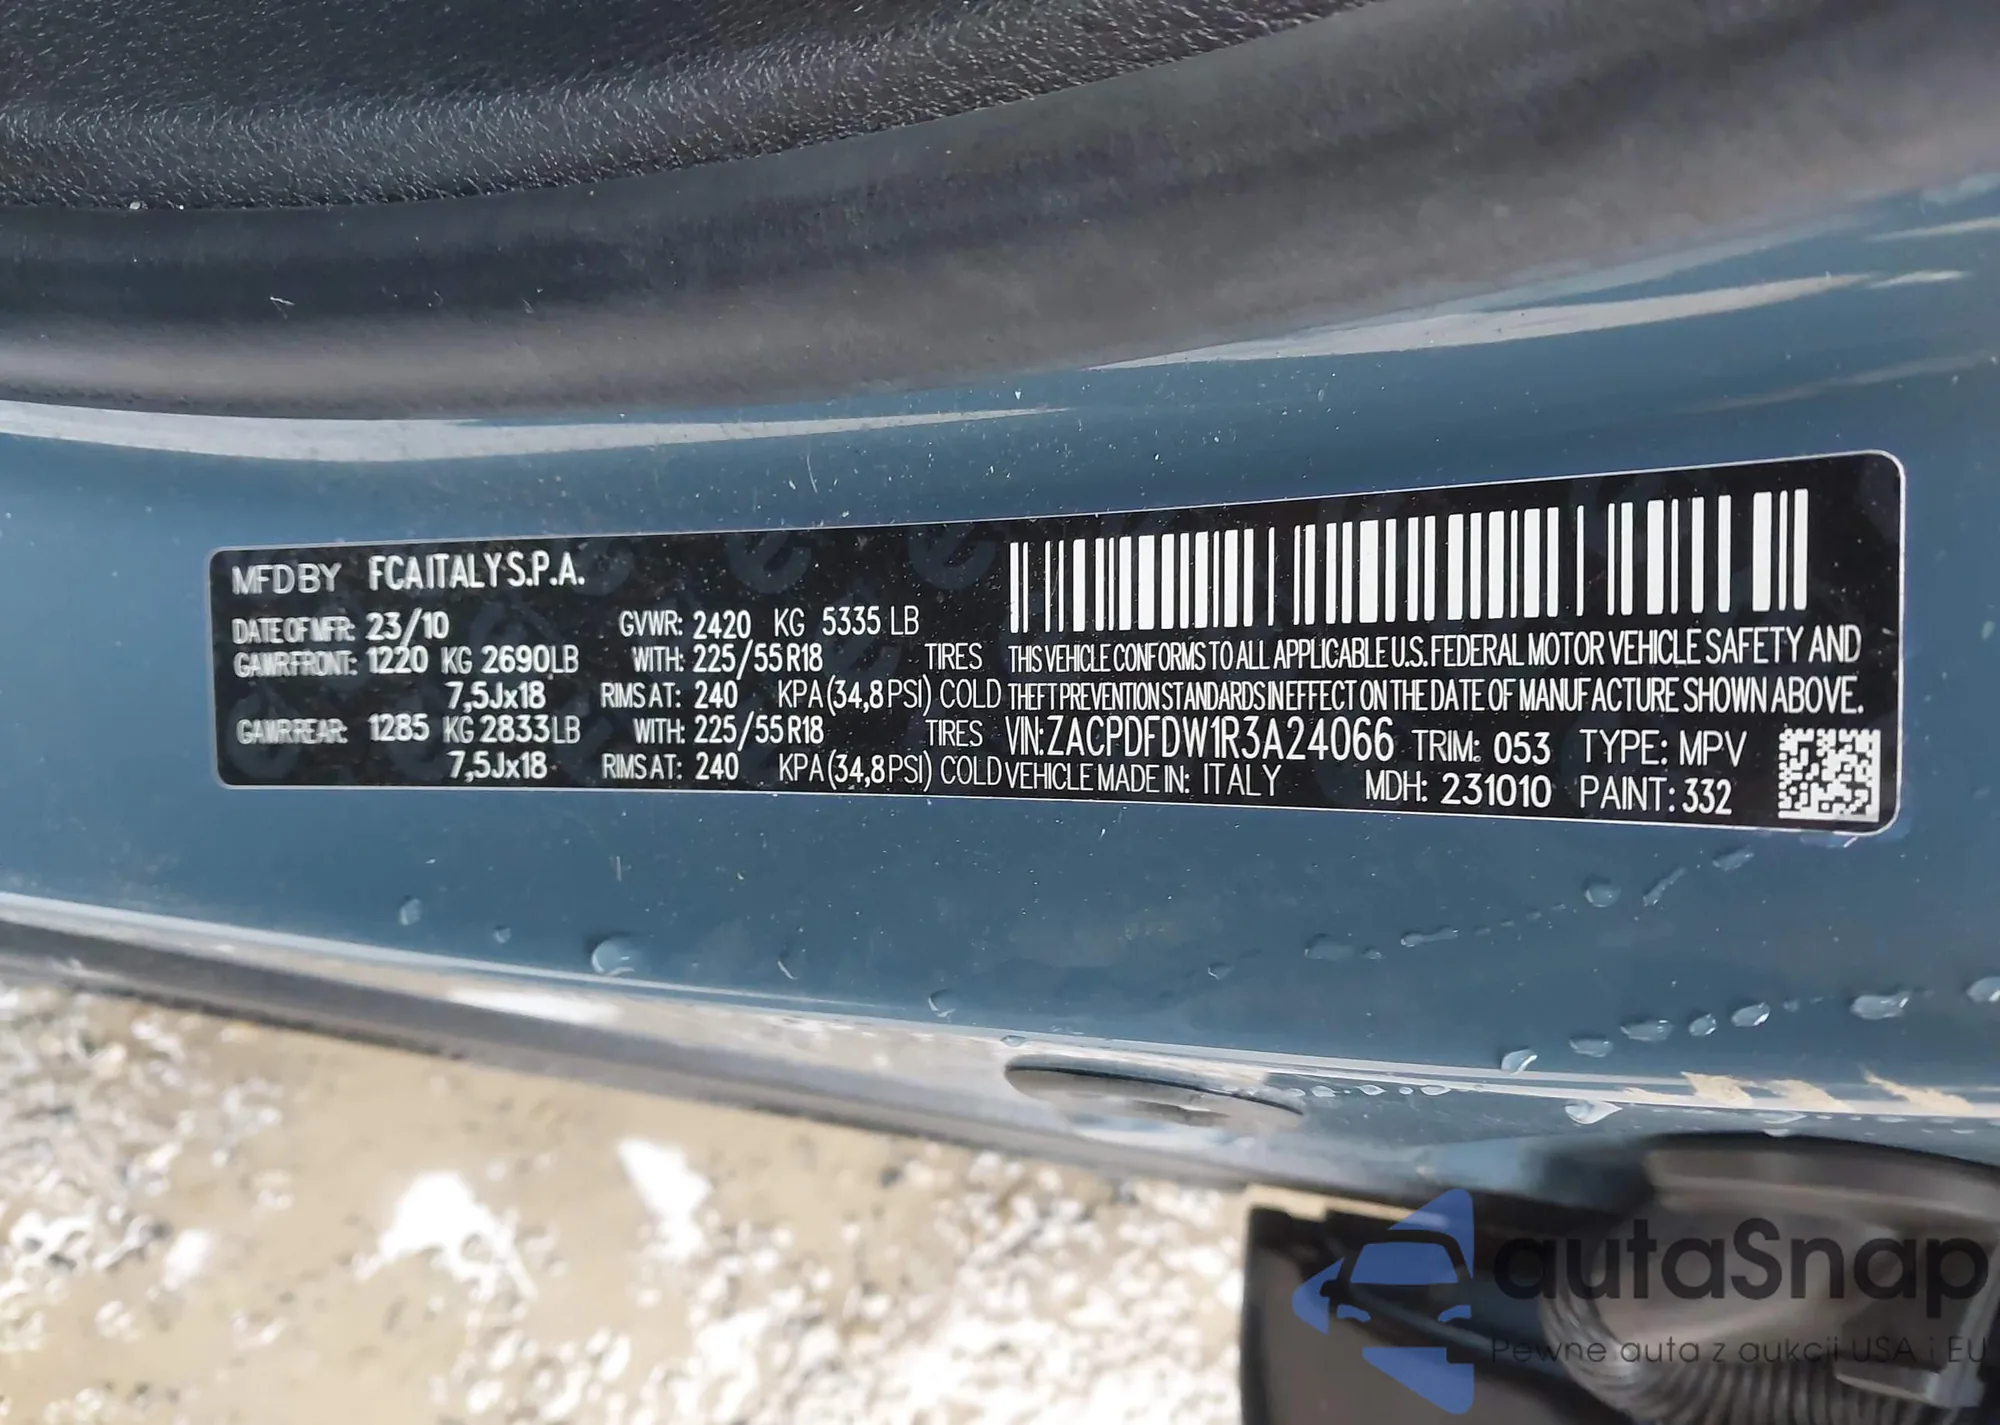 MFD BY FCA ITALY S.P.A.
DATE OF MFR: 23/10 GVWR: 2420 KG 5335 LB
GAWR FRONT: 1220 KG 2690 LB WITH: 225/55 R18 TIRES
7,5Jx18 RIMS AT: 240 KPA (34,8 PSI) COLD
GAWR REAR: 1285 KG 2833 LB WITH: 225/55 R18 TIRES
7,5Jx18 RIMS AT: 240 KPA (34,8 PSI) COLD
THIS VEHICLE CONFORMS TO ALL APPLICABLE U.S. FEDERAL MOTOR VEHICLE SAFETY AND
THEFT PREVENTION STANDARDS IN EFFECT ON THE DATE OF MANUFACTURE SHOWN ABOVE.
VIN: ZACPDFDW1R3A24066 TRIM: 053 TYPE: MPV
VEHICLE MADE IN: ITALY MDH: 231010 PAINT: 332
autaSnap
Pewne auta z aukcji USA i EU